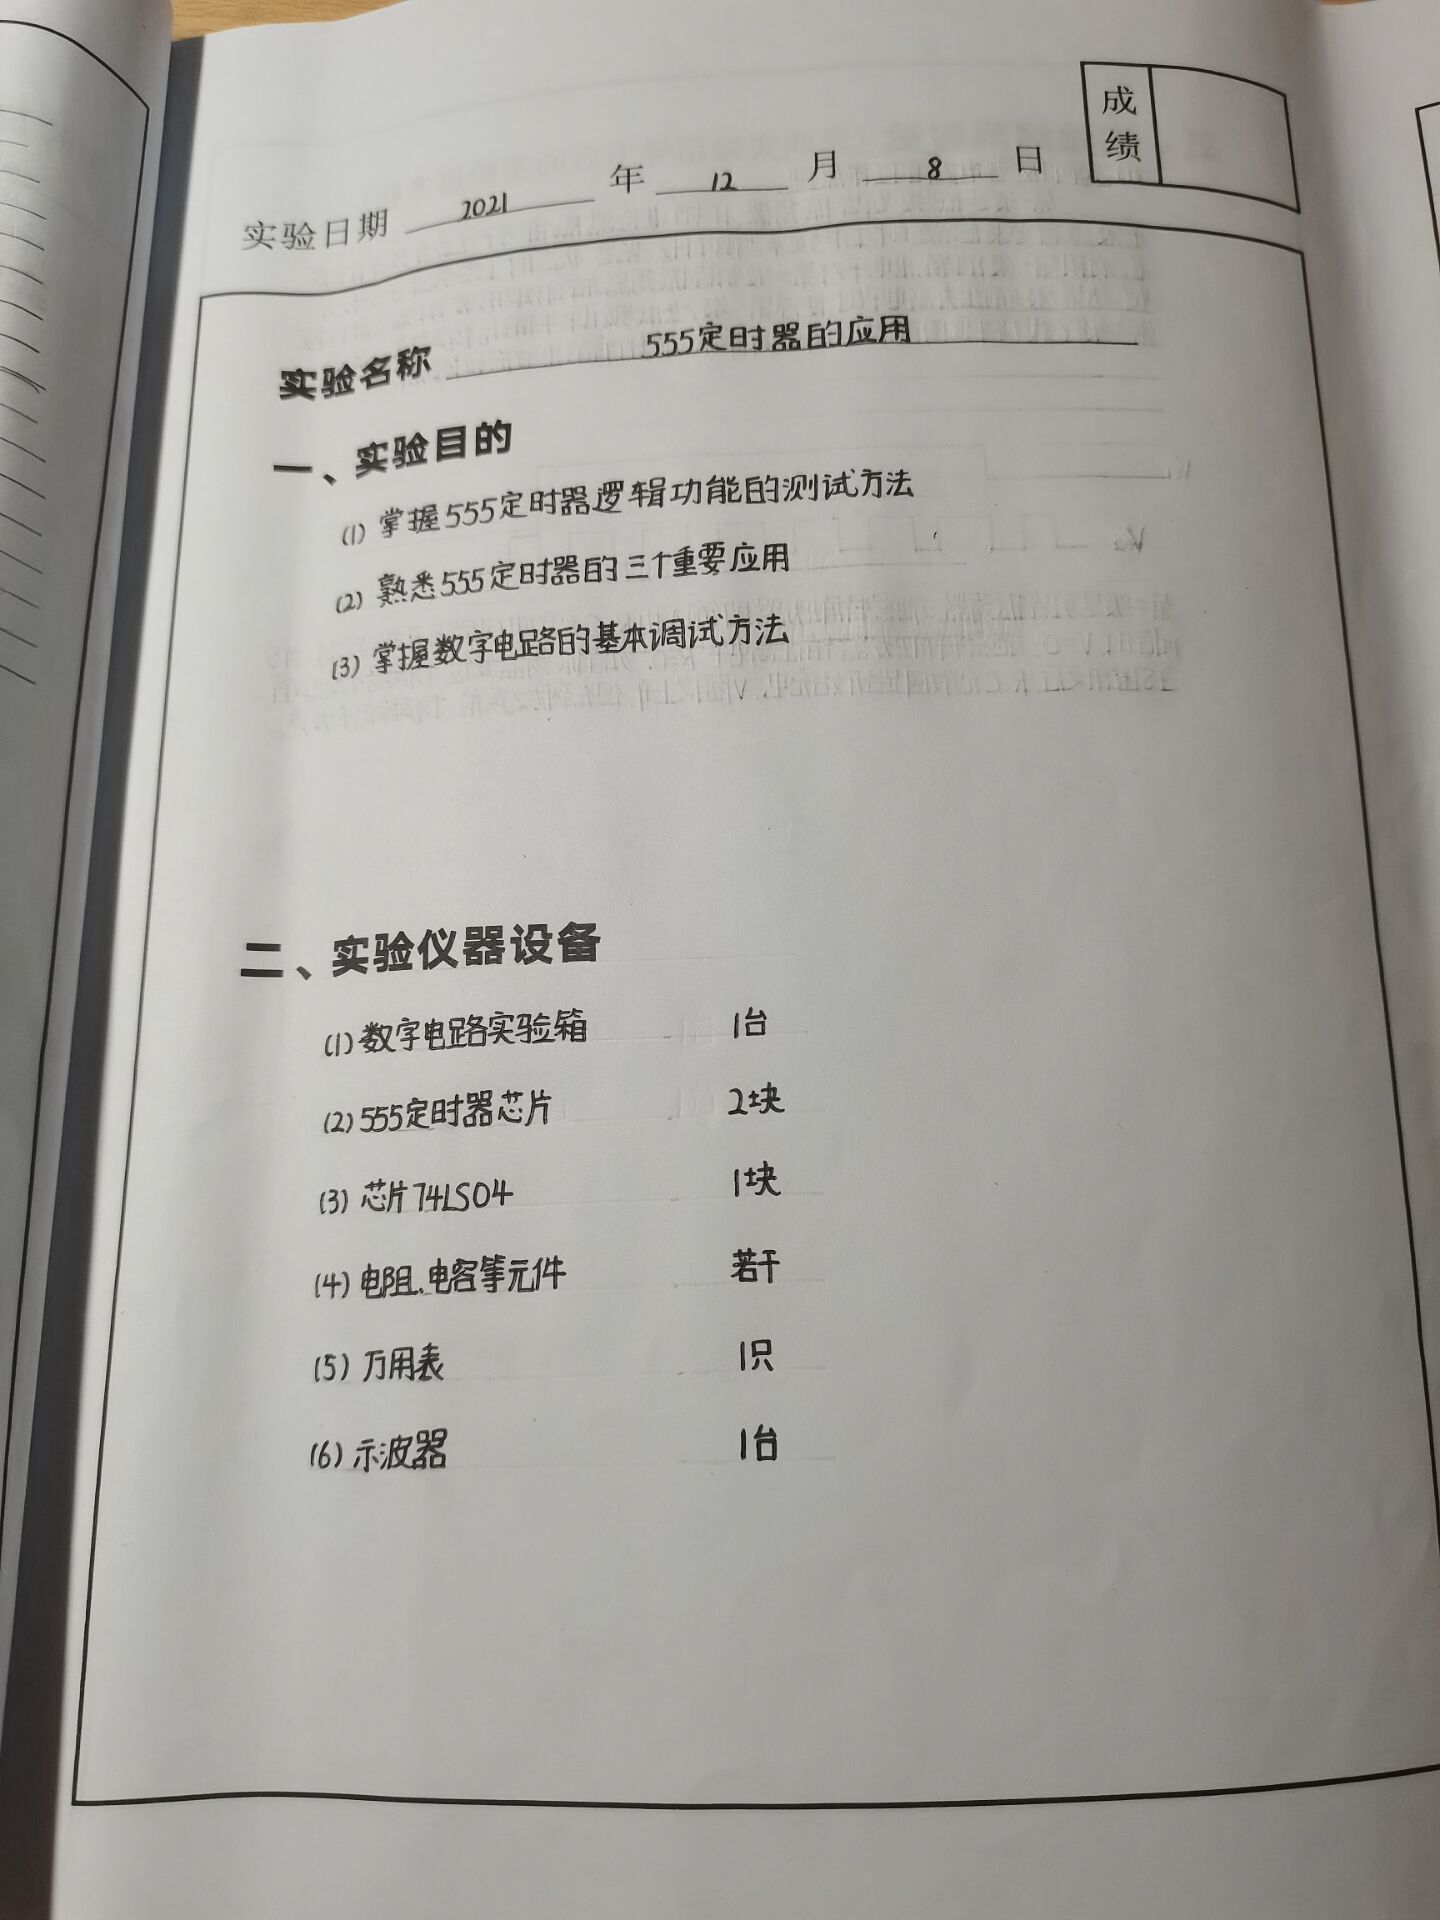 成绩
实验日期 2021 年 12 月 8 日
实验名称 555定时器的应用
一、实验目的
(1) 掌握555定时器逻辑功能的测试方法
(2) 熟悉555定时器的三个重要应用
(3) 掌握数字电路的基本调试方法
二、实验仪器设备
(1) 数字电路实验箱 1台
(2) 555定时器芯片 2块
(3) 芯片74LS04 1块
(4) 电阻、电容等元件 若干
(5) 万用表 1只
(6) 示波器 1台